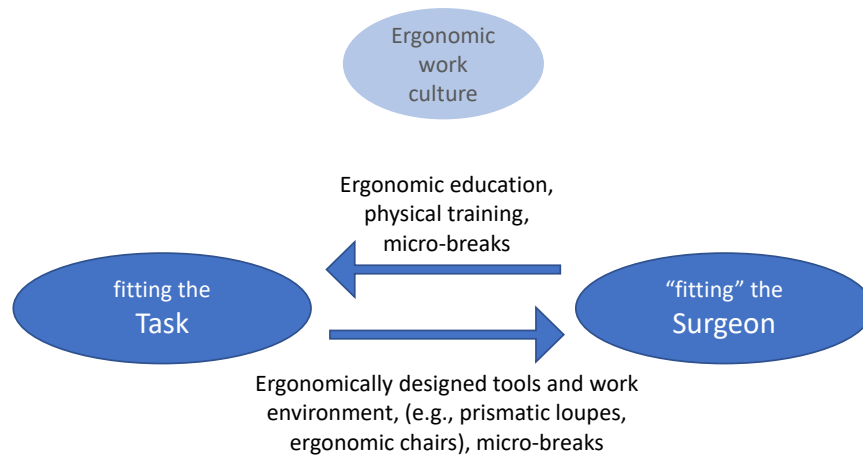 Ergonomic
work
culture
Ergonomic education,
physical training,
micro-breaks
fitting the
Task
“fitting” the
Surgeon
Ergonomically designed tools and work
environment, (e.g., prismatic loupes,
ergonomic chairs), micro-breaks